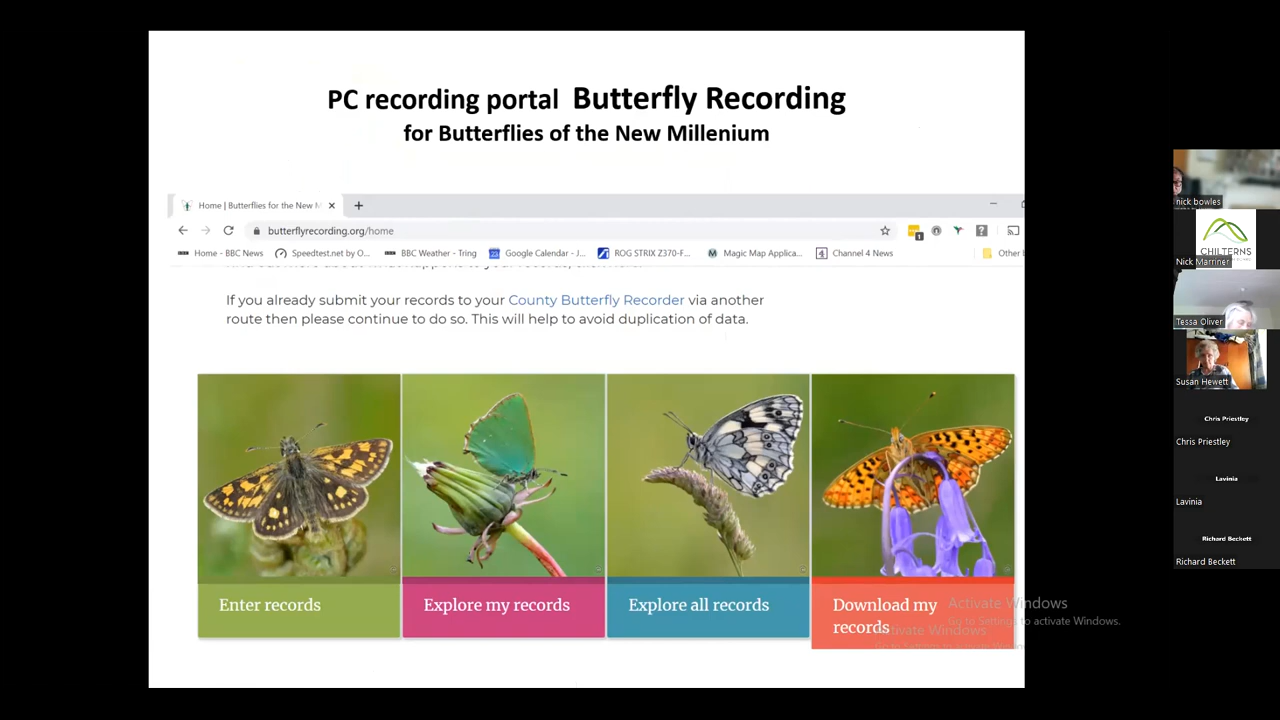 PC recording portal Butterfly Recording
for Butterflies of the New Millenium
Home | Butterflies for the New M
butterflyrecording.org/home
Home - BBC News
Speedtest.net by O...
BBC Weather - Tring
Google Calendar - J...
ROG STRIX Z370-F...
Magic Map Applica...
Channel 4 News
Other
If you already submit your records to your County Butterfly Recorder via another
route then please continue to do so. This will help to avoid duplication of data.
Enter records
Explore my records
Explore all records
Download my
records
Activate Windows
Go to Settings to activate Windows.
Activate Windows
nick bowles
CHILTERNS
Nick Marriner
Tessa Oliver
Susan Hewett
Chris Priestley
Chris Priestley
Lavinia
Lavinia
Richard Beckett
Richard Beckett